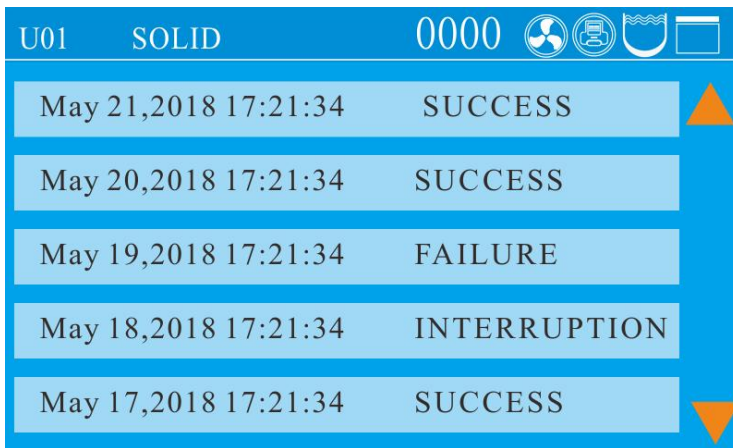 U01 SOLID 0000
May 21,2018 17:21:34 SUCCESS
May 20,2018 17:21:34 SUCCESS
May 19,2018 17:21:34 FAILURE
May 18,2018 17:21:34 INTERRUPTION
May 17,2018 17:21:34 SUCCESS